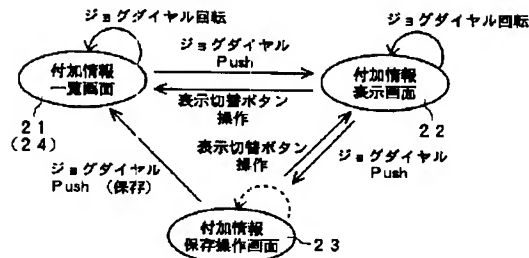 ジョグダイヤル回転
ジョグダイヤル回転
ジョグダイヤル
Push
付加情報
一覧画面
付加情報
表示画面
表示切替ボタン
操作
21
(24)
22
表示切替ボタン
操作
ジョグダイヤル
Push
ジョグダイヤル
Push (保存)
付加情報
保存操作画面
23